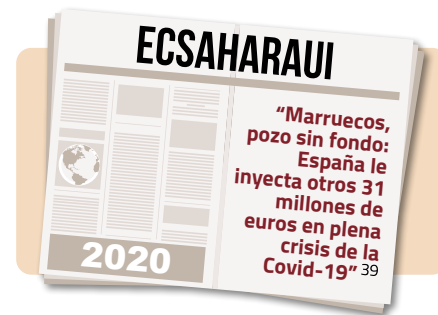 ECSAHARAUI
“Marruecos,
pozo sin fondo:
España le
inyecta otros 31
millones de
euros en plena
crisis de la
Covid-19” 39
2020